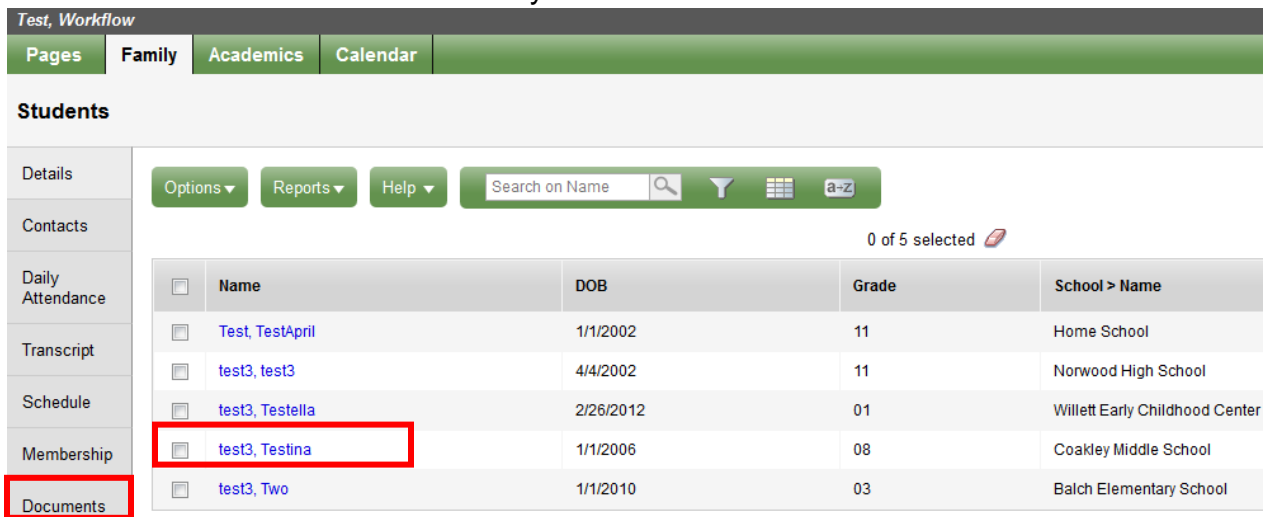 Test, Workflow
Pages Family Academics Calendar
Students
Details
Contacts
Daily
Attendance
Transcript
Schedule
Membership
Documents
Options Reports Help Search on Name a-z
0 of 5 selected
Name DOB Grade School > Name
Test, TestApril 1/1/2002 11 Home School
test3, test3 4/4/2002 11 Norwood High School
test3, Testella 2/26/2012 01 Willett Early Childhood Center
test3, Testina 1/1/2006 08 Coakley Middle School
test3, Two 1/1/2010 03 Balch Elementary School